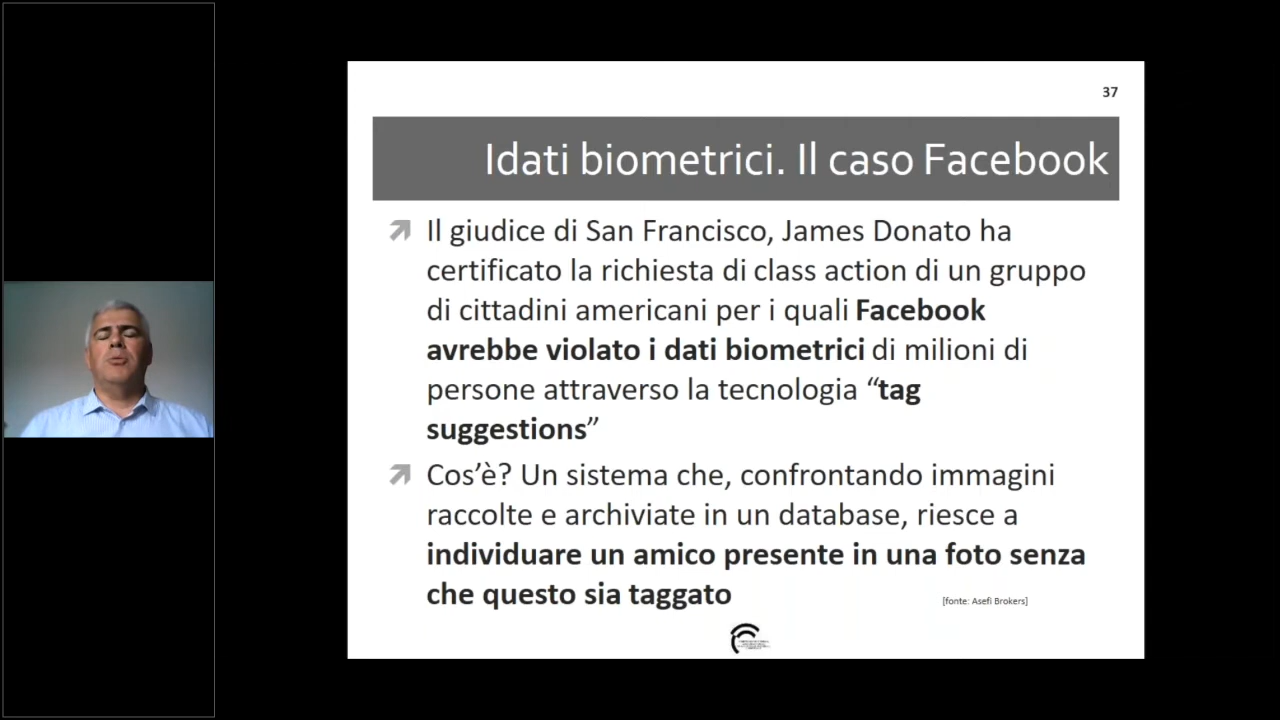 37
Idati biometrici. Il caso Facebook
Il giudice di San Francisco, James Donato ha
certificato la richiesta di class action di un gruppo
di cittadini americani per i quali Facebook
avrebbe violato i dati biometrici di milioni di
persone attraverso la tecnologia “tag
suggestions”
Cos’è? Un sistema che, confrontando immagini
raccolte e archiviate in un database, riesce a
individuare un amico presente in una foto senza
che questo sia taggato
[fonte: Asefi Brokers]